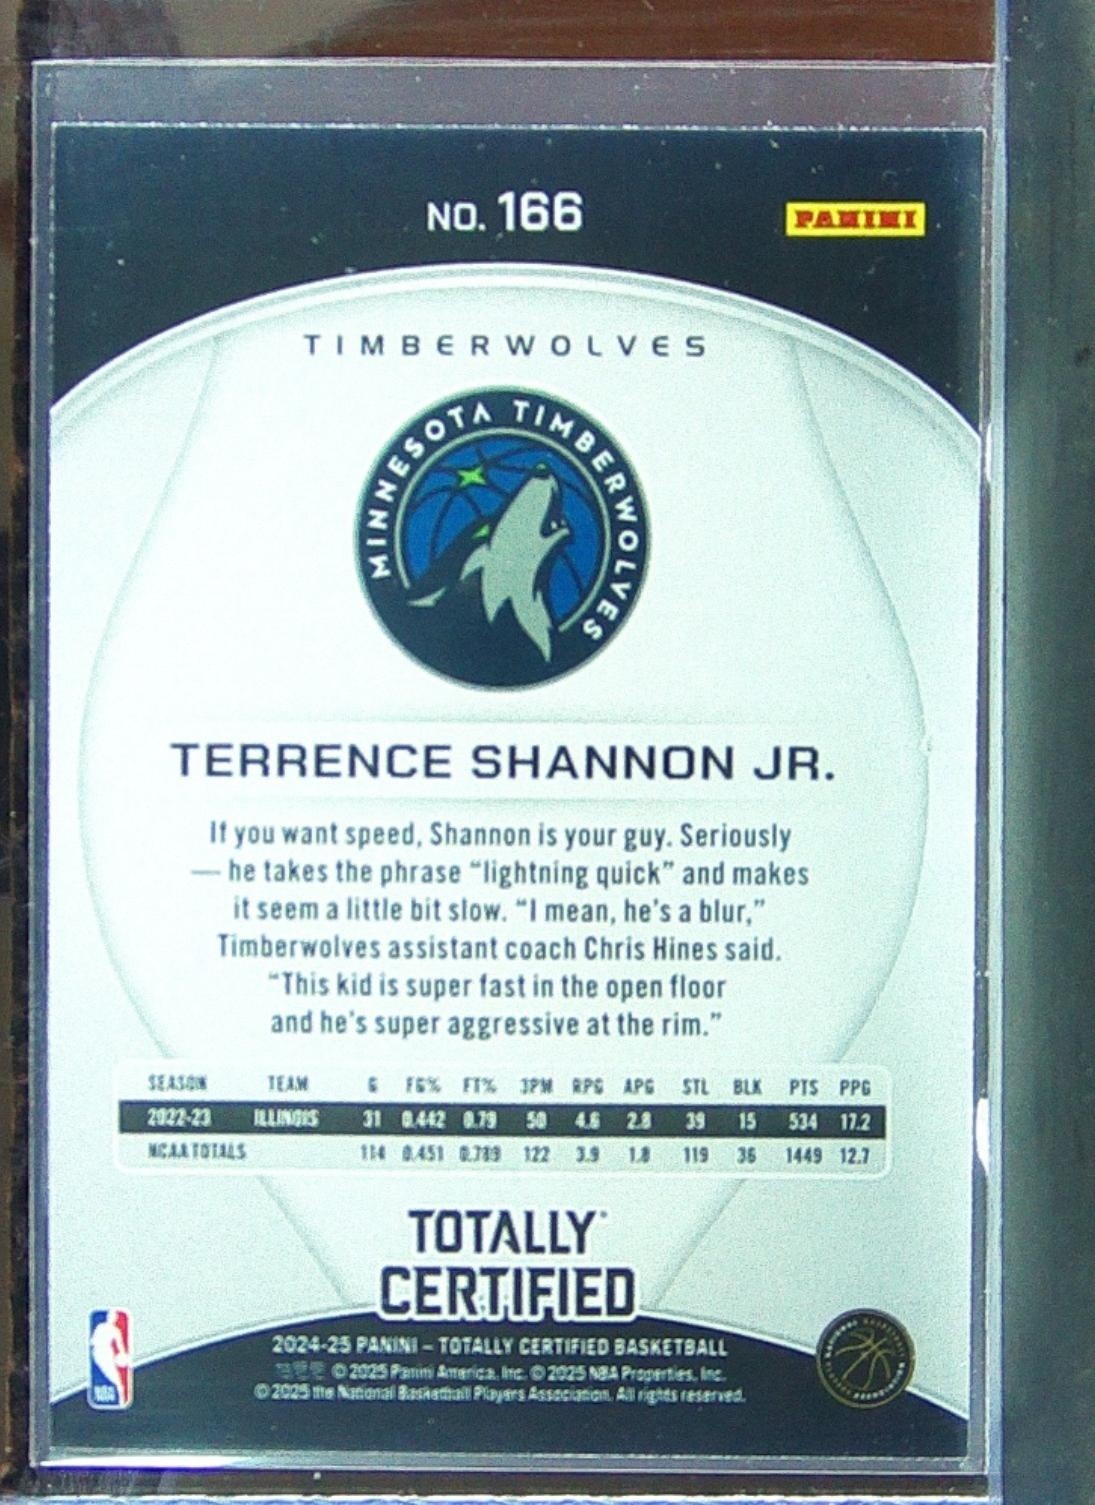 NO. 166
PANINI
TIMBERWOLVES
MINNESOTA TIMBERWOLVES
TERRENCE SHANNON JR.
If you want speed, Shannon is your guy. Seriously
— he takes the phrase “lightning quick” and makes
it seem a little bit slow. “I mean, he’s a blur,”
Timberwolves assistant coach Chris Hines said.
“This kid is super fast in the open floor
and he’s super aggressive at the rim.”
SEASON TEAM G FG% FT% 3PM RPG APG STL BLK PTS PPG
2022-23 ILLINOIS 31 0.442 0.79 50 4.6 2.8 39 15 534 17.2
NCAA TOTALS 114 0.451 0.789 122 3.9 1.8 119 36 1449 12.7
TOTALLY
CERTIFIED
2024-25 PANINI – TOTALLY CERTIFIED BASKETBALL
© 2025 Panini America, Inc. © 2025 NBA Properties, Inc.
© 2025 the National Basketball Players Association. All rights reserved.
NBA